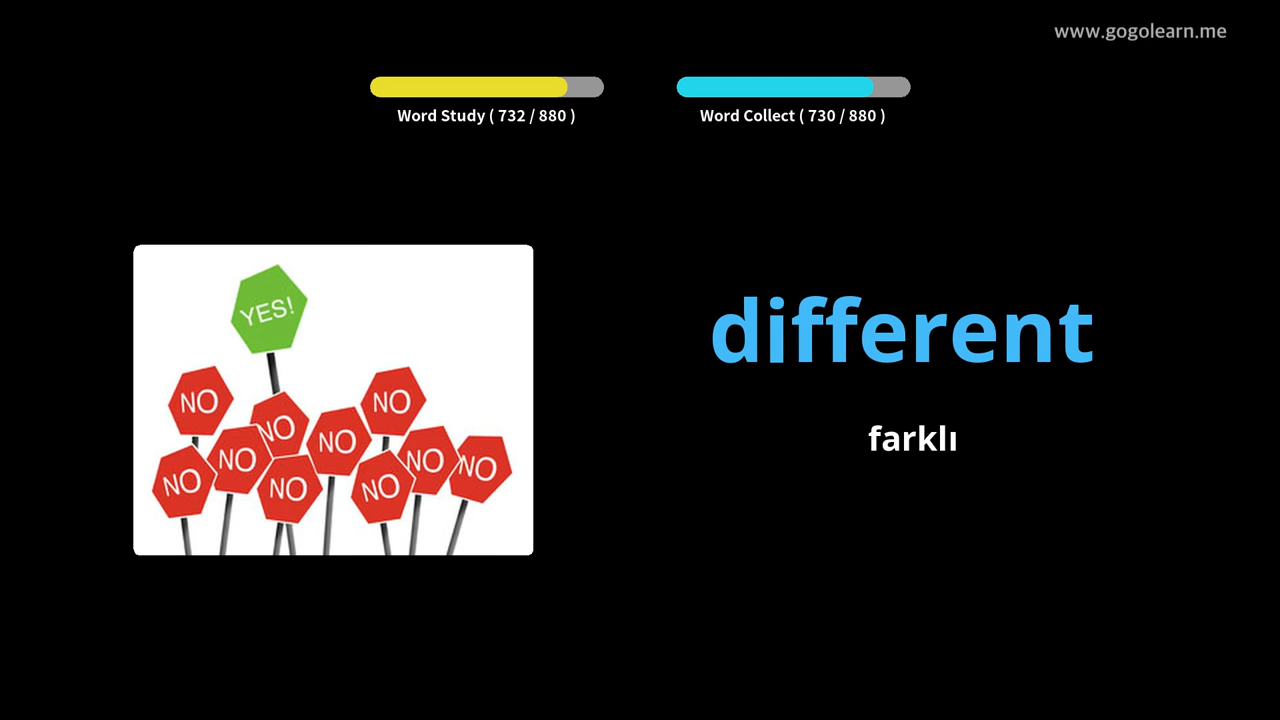 www.gogolearn.me
Word Study ( 732 / 880 )
Word Collect ( 730 / 880 )
YES!
NO
NO
NO
NO
NO
NO
NO
NO
NO
NO
different
farklı